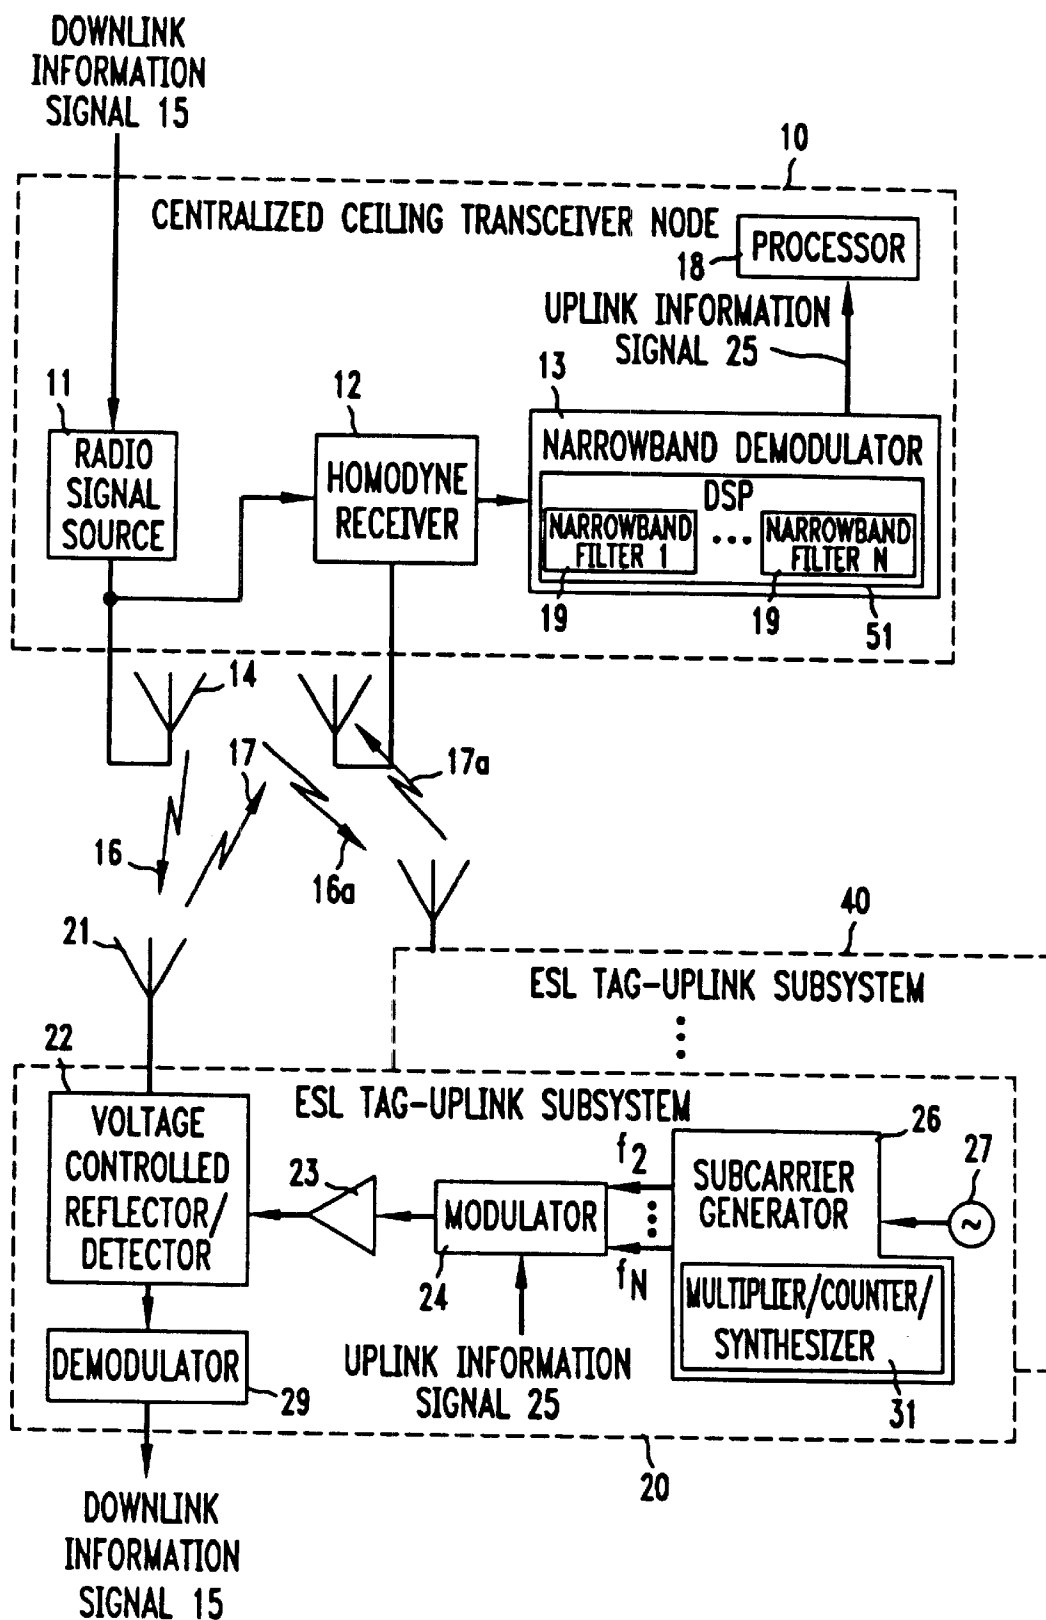 DOWNLINK
INFORMATION
SIGNAL 15
10
CENTRALIZED CEILING TRANSCEIVER NODE
PROCESSOR
18
UPLINK INFORMATION
SIGNAL 25
11
12
13
RADIO
SIGNAL
SOURCE
HOMODYNE
RECEIVER
NARROWBAND DEMODULATOR
DSP
NARROWBAND
FILTER 1
...
NARROWBAND
FILTER N
19
19
51
14
17
17a
16
16a
21
40
ESL TAG-UPLINK SUBSYSTEM
22
ESL TAG-UPLINK SUBSYSTEM
VOLTAGE
CONTROLLED
REFLECTOR/
DETECTOR
23
MODULATOR
24
f2
fN
SUBCARRIER
GENERATOR
26
27
~
MULTIPLIER/COUNTER/
SYNTHESIZER
31
UPLINK INFORMATION
SIGNAL 25
DEMODULATOR
29
20
DOWNLINK
INFORMATION
SIGNAL 15